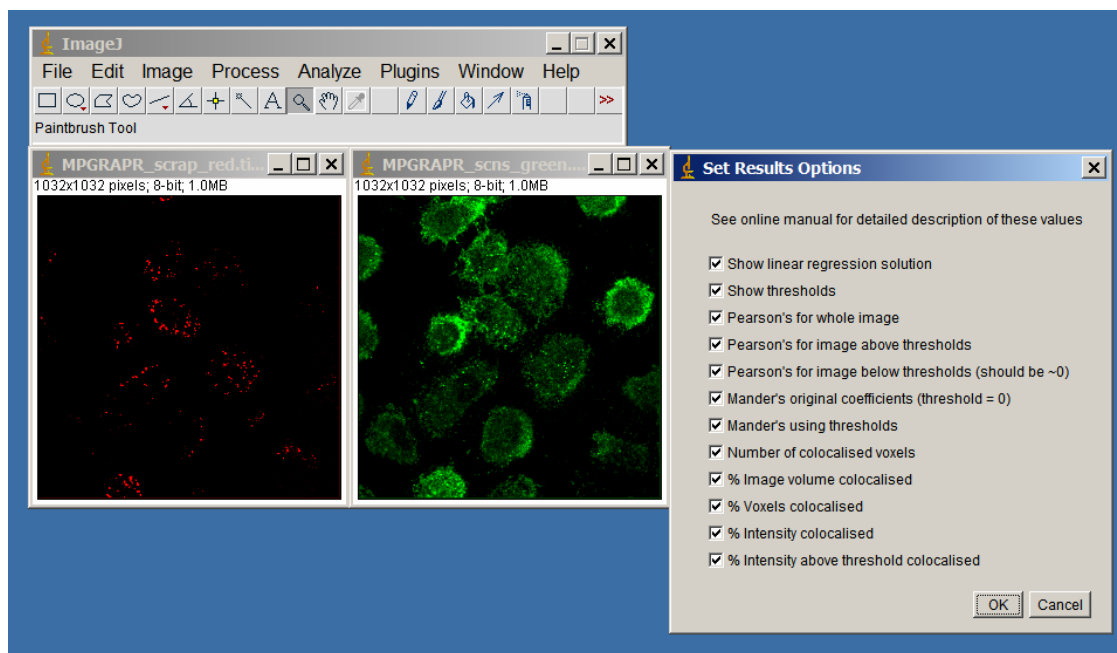 ImageJ
File Edit Image Process Analyze Plugins Window Help
A >>
Paintbrush Tool
MPGRAPR_scrap_red.ti...
1032x1032 pixels; 8-bit; 1.0MB
MPGRAPR_scns_green....
1032x1032 pixels; 8-bit; 1.0MB
Set Results Options
See online manual for detailed description of these values
Show linear regression solution
Show thresholds
Pearson's for whole image
Pearson's for image above thresholds
Pearson's for image below thresholds (should be ~0)
Mander's original coefficients (threshold = 0)
Mander's using thresholds
Number of colocalised voxels
% Image volume colocalised
% Voxels colocalised
% Intensity colocalised
% Intensity above threshold colocalised
OK Cancel